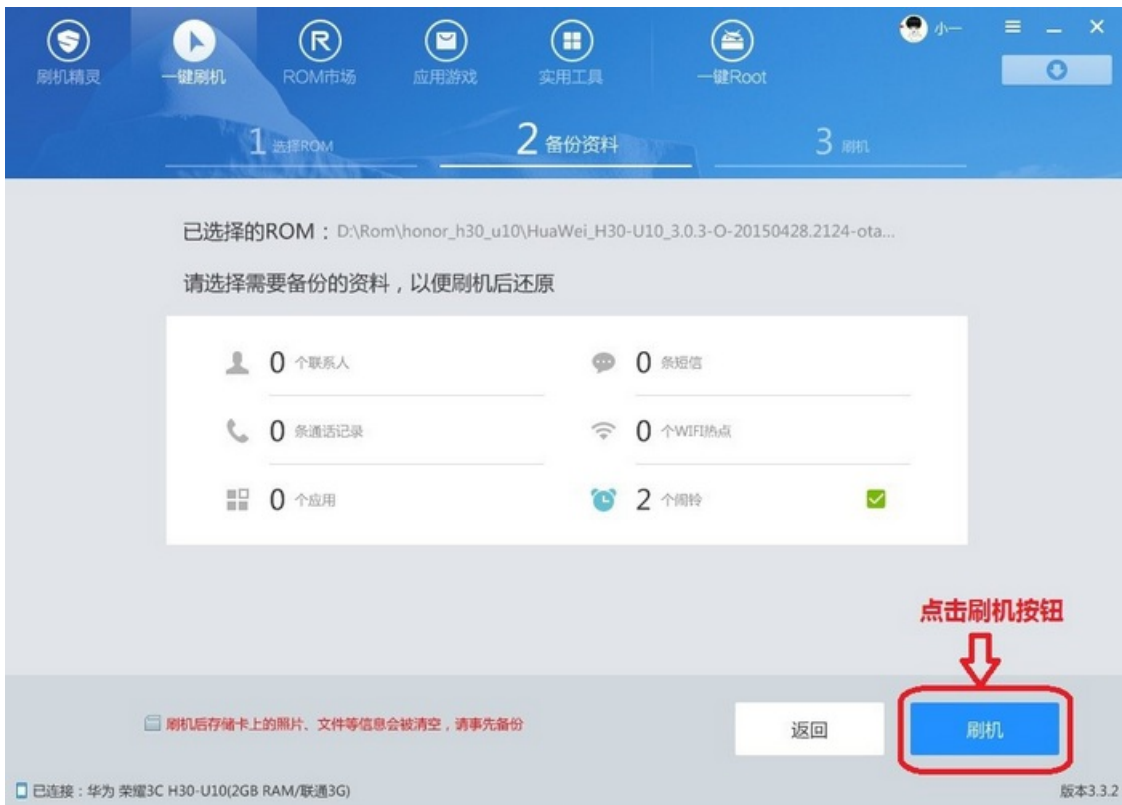 刷机精灵 一键刷机 ROM市场 应用游戏 实用工具 一键Root 小一
1 选择ROM 2 备份资料 3 刷机
已选择的ROM：D:\Rom\honor_h30_u10\HuaWei_H30-U10_3.0.3-O-20150428.2124-ota...
请选择需要备份的资料，以便刷机后还原
0 个联系人 0 条短信
0 条通话记录 0 个WIFI热点
0 个应用 2 个闹铃
点击刷机按钮
刷机后存储卡上的照片、文件等信息会被清空，请事先备份 返回 刷机
已连接：华为 荣耀3C H30-U10(2GB RAM/联通3G) 版本3.3.2